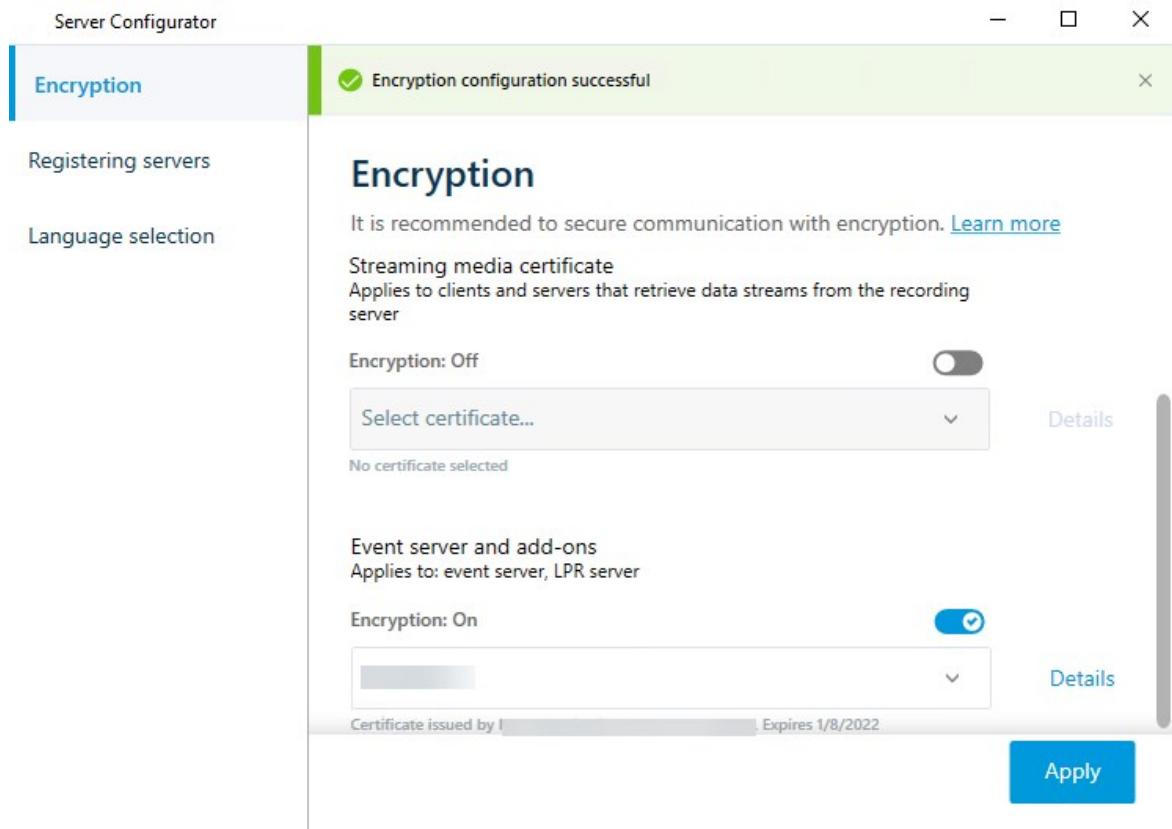 Server Configurator
Encryption
Registering servers
Language selection
Encryption configuration successful
Encryption
It is recommended to secure communication with encryption. Learn more
Streaming media certificate
Applies to clients and servers that retrieve data streams from the recording
server
Encryption: Off
Select certificate...
Details
No certificate selected
Event server and add-ons
Applies to: event server, LPR server
Encryption: On
Details
Certificate issued by
Expires 1/8/2022
Apply